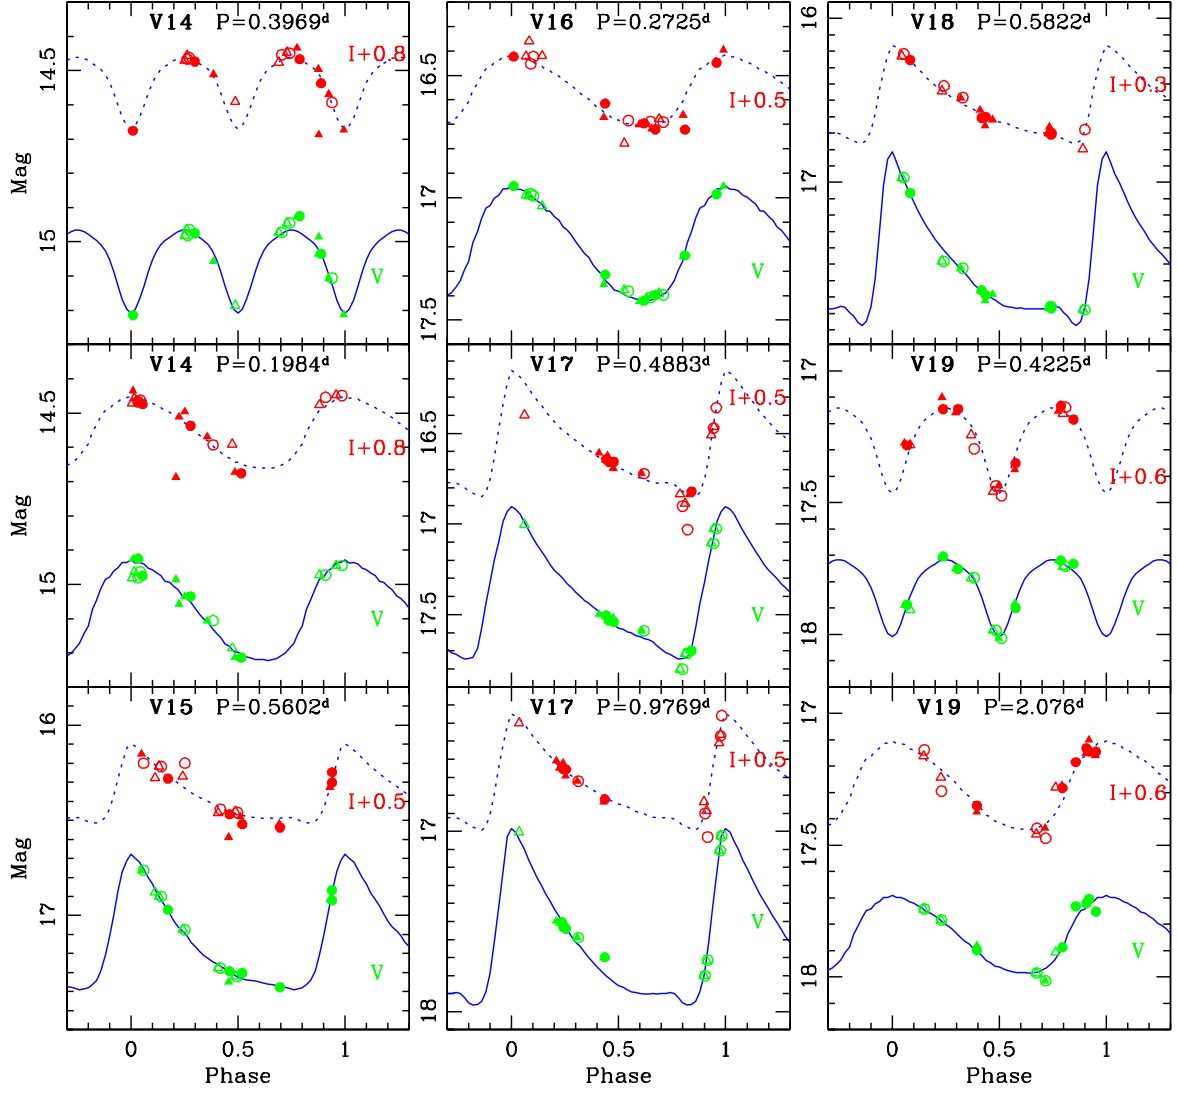 V14 P=0.3969d
V16 P=0.2725d
V18 P=0.5822d
16
14.5
I+0.8
16.5
I+0.5
I+0.3
Mag
17
17
15
V
V
V
17.5
V14 P=0.1984d
V17 P=0.4883d
V19 P=0.4225d
17
14.5
I+0.8
16.5
I+0.5
I+0.6
17.5
17
15
V
17.5
V
V
18
V15 P=0.5602d
V17 P=0.9769d
V19 P=2.076d
16
17
I+0.5
I+0.5
I+0.6
Mag
17
17.5
17
V
V
V
18
18
0 0.5 1
0 0.5 1
0 0.5 1
Phase
Phase
Phase